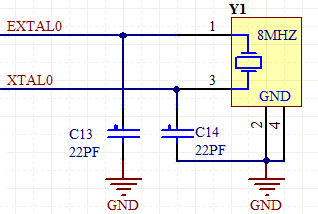 Y1
EXTAL0 1 8MHZ
XTAL0 3
GND
C13 22PF
C14 22PF
2 4
GND GND